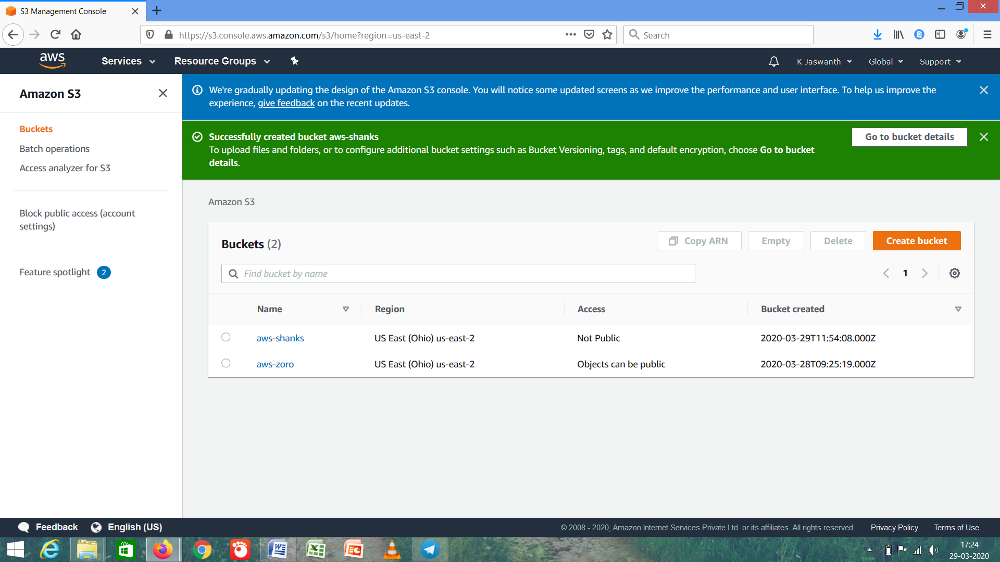 S3 Management Console
https://s3.console.aws.amazon.com/s3/home?region=us-east-2
Search
aws
Services
Resource Groups
K Jaswanth
Global
Support
Amazon S3
Buckets
Batch operations
Access analyzer for S3
Block public access (account
settings)
Feature spotlight 2
We're gradually updating the design of the Amazon S3 console. You will notice some updated screens as we improve the performance and user interface. To help us improve the
experience, give feedback on the recent updates.
Successfully created bucket aws-shanks
To upload files and folders, or to configure additional bucket settings such as Bucket Versioning, tags, and default encryption, choose Go to bucket
details.
Go to bucket details
Amazon S3
Buckets (2)
Copy ARN
Empty
Delete
Create bucket
Find bucket by name
1
Name Region Access Bucket created
aws-shanks US East (Ohio) us-east-2 Not Public 2020-03-29T11:54:08.000Z
aws-zoro US East (Ohio) us-east-2 Objects can be public 2020-03-28T09:25:19.000Z
Feedback English (US)
© 2008 - 2020, Amazon Internet Services Private Ltd. or its affiliates. All rights reserved. Privacy Policy Terms of Use
17:24
29-03-2020